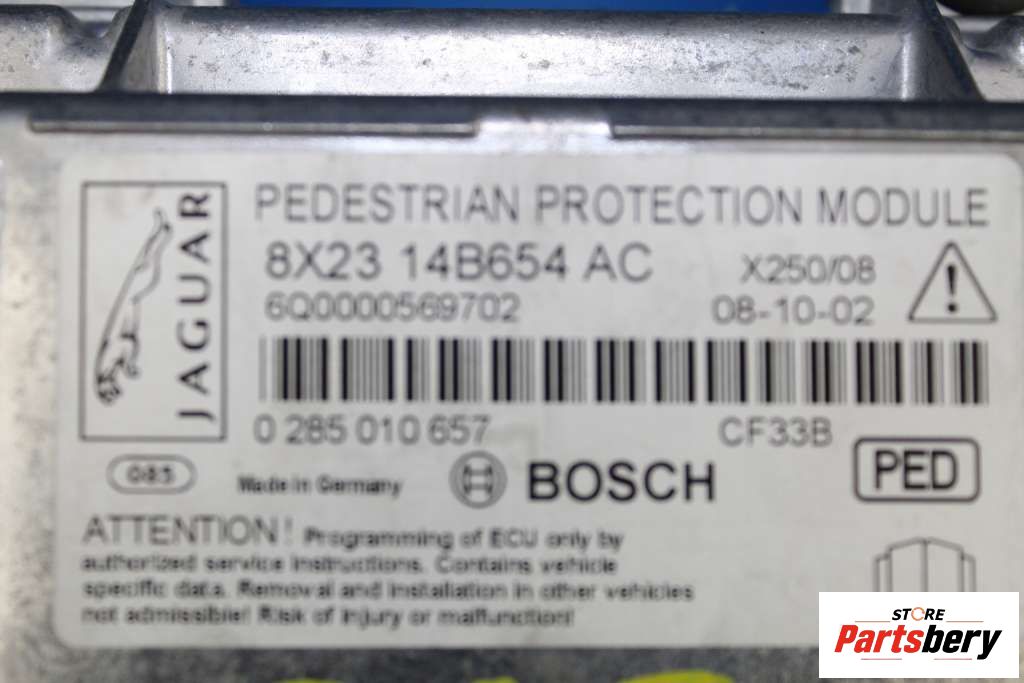 JAGUAR
PEDESTRIAN PROTECTION MODULE
8X23 14B654 AC X250/08
6Q0000569702 08-10-02
0 285 010 657 CF33B
085 Made in Germany BOSCH PED
ATTENTION! Programming of ECU only by
authorized service instructions. Contains vehicle
specific data. Removal and installation in other vehicles
not admissible! Risk of injury or malfunction!
STORE
Partsbery